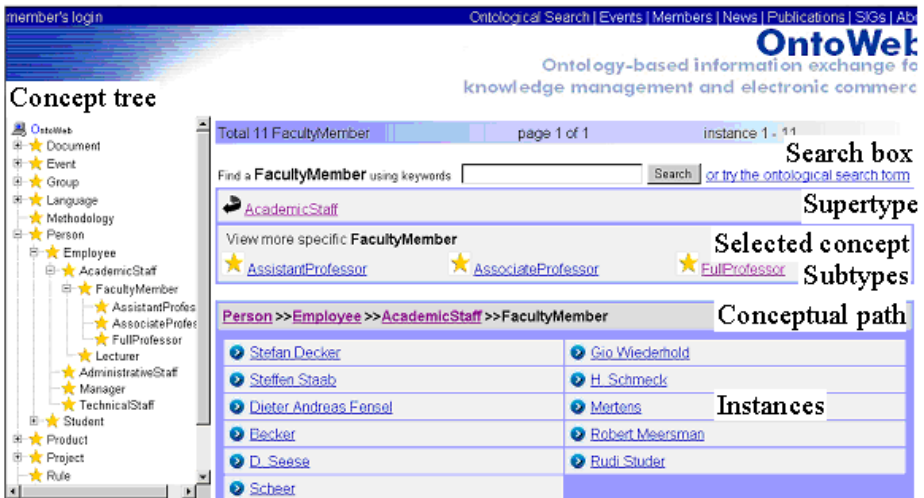 member's login
Ontological Search | Events | Members | News | Publications | SIGs | Ab
OntoWeb
Ontology-based information exchange fo
knowledge management and electronic commerc
Concept tree
OntoWeb
Document
Event
Group
Language
Methodology
Person
Employee
AcademicStaff
FacultyMember
AssistantProfes
AssociateProfes
FullProfessor
Lecturer
AdministrativeStaff
Manager
TechnicalStaff
Student
Product
Project
Rule
Total 11 FacultyMember page 1 of 1 instance 1 - 11
Search box
Find a FacultyMember using keywords Search or try the ontological search form
AcademicStaff Supertype
View more specific FacultyMember Selected concept
AssistantProfessor AssociateProfessor FullProfessor
Subtypes
Person >>Employee >>AcademicStaff >>FacultyMember Conceptual path
Stefan Decker Gio Wiederhold
Steffen Staab H. Schmeck
Dieter Andreas Fensel Mertens Instances
Becker Robert Meersman
D. Seese Rudi Studer
Scheer